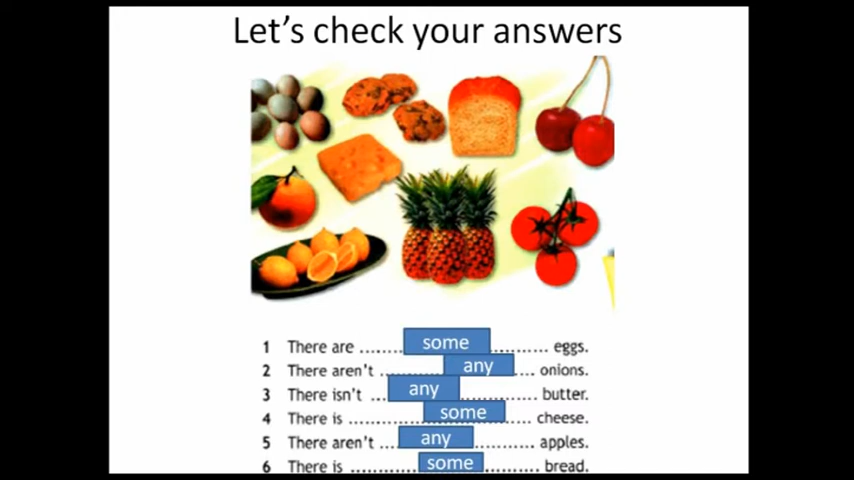 Let's check your answers
1 There are ........ some ............ eggs.
2 There aren't ............ any .... onions.
3 There isn't ... any ................ butter.
4 There is .................... some ..... cheese.
5 There aren't .... any ............ apples.
6 There is .............. some ........... bread.